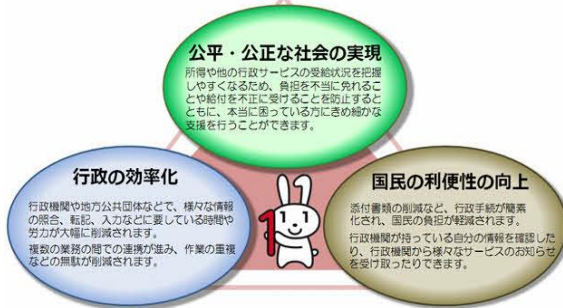 公平・公正な社会の実現
所得や他の行政サービスの受給状況を把握
しやすくなるため、負担を不当に免れるこ
とや給付を不正に受けることを防止すると
ともに、本当に困っている方にきめ細かな
支援を行うことができます。
行政の効率化
行政機関や地方公共団体などで、様々な情報
の照合、転記、入力などに要している時間や
労力が大幅に削減されます。
複数の業務の間での連携が進み、作業の重複
などの無駄が削減されます。
国民の利便性の向上
添付書類の削減など、行政手続が簡素
化され、国民の負担が軽減されます。
行政機関が持っている自分の情報を確認した
り、行政機関から様々なサービスのお知らせ
を受け取ったりできます。
1